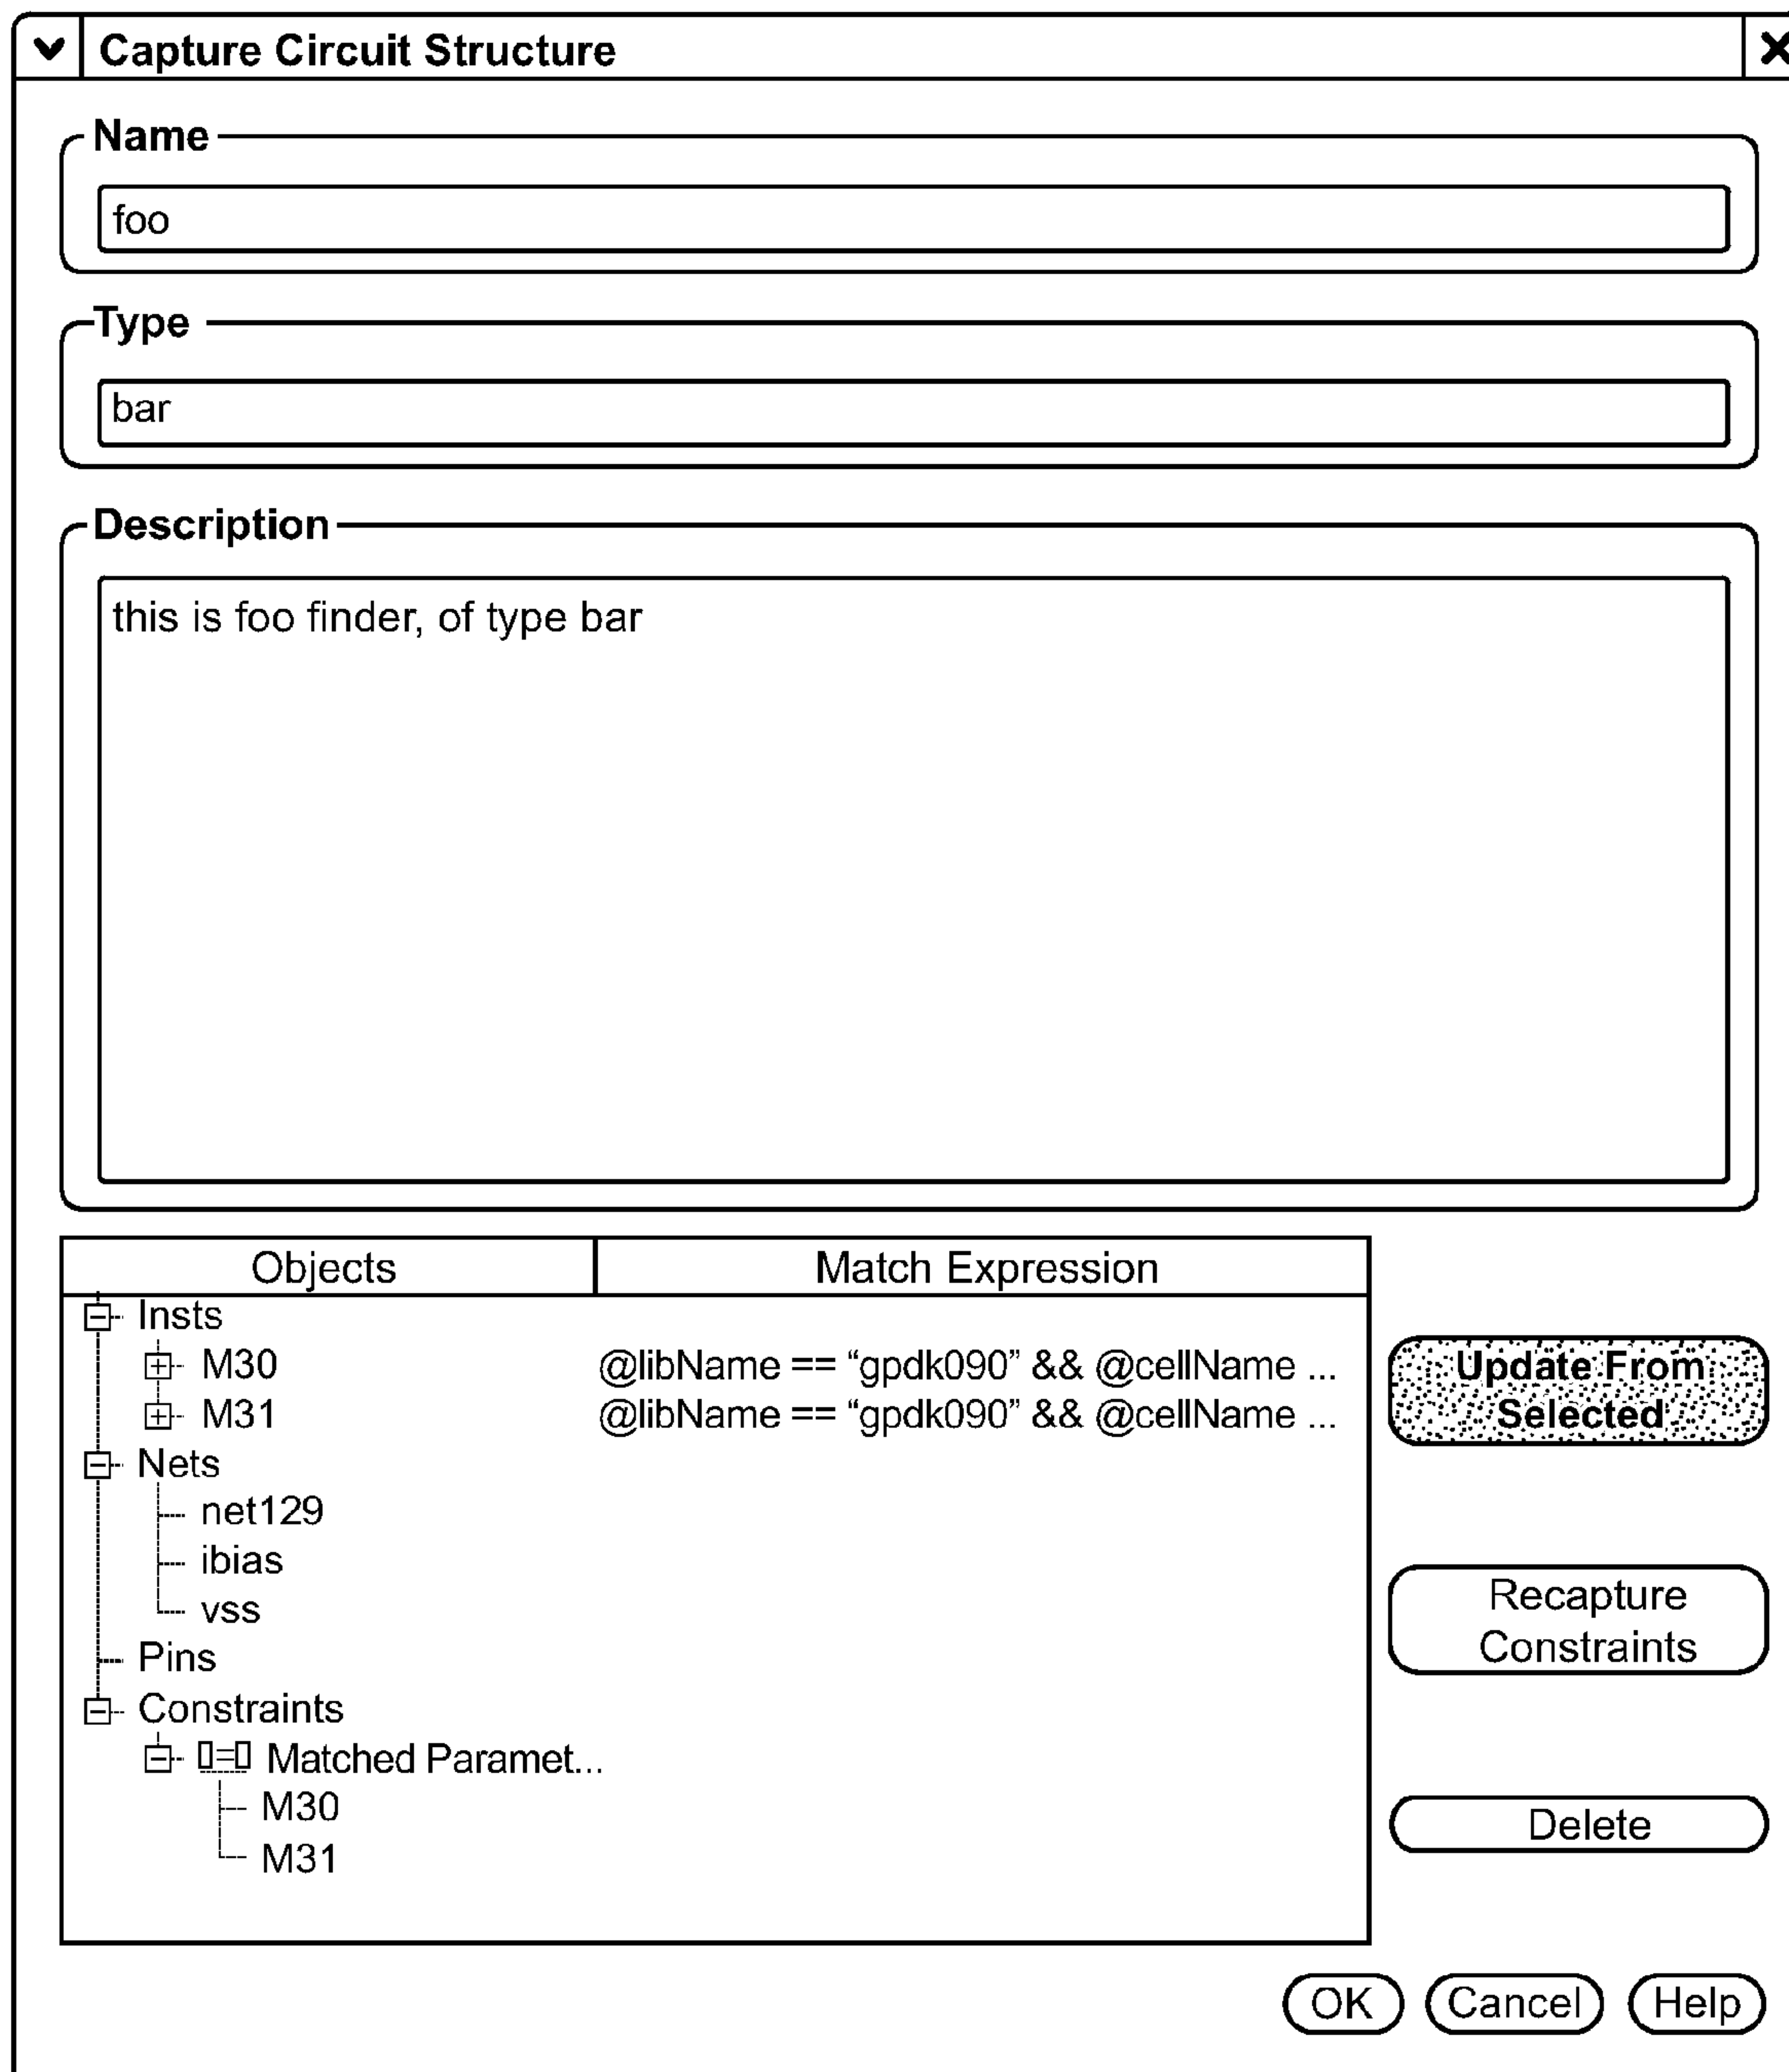 Capture Circuit Structure
Name
foo
Type
bar
Description
this is foo finder, of type bar
Objects Match Expression
Insts
M30 @libName == “gpdk090” && @cellName ...
M31 @libName == “gpdk090” && @cellName ...
Nets
net129
ibias
vss
Pins
Constraints
Matched Paramet...
M30
M31
Update From
Selected
Recapture
Constraints
Delete
OK Cancel Help